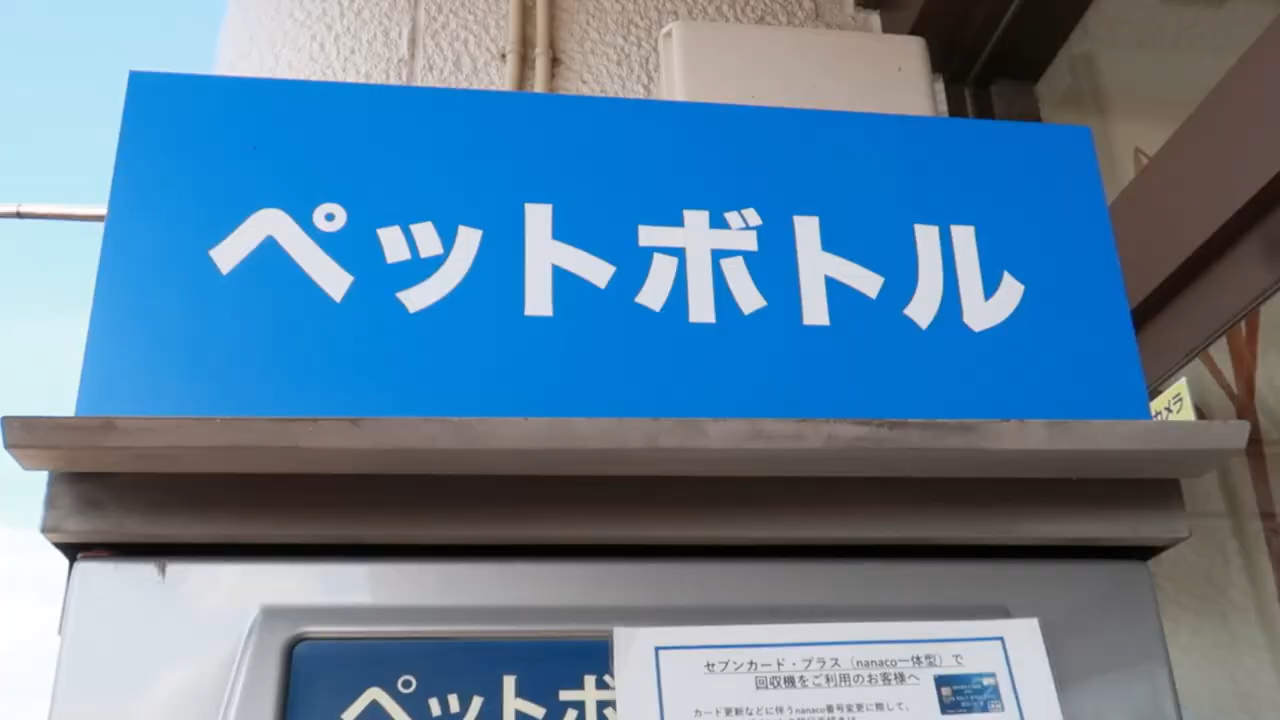 ペットボトル
カメラ
ペットボ
セブンカード・プラス（nanaco一体型）で
回収機をご利用のお客様へ
カード更新などに伴うnanaco番号変更に際して、